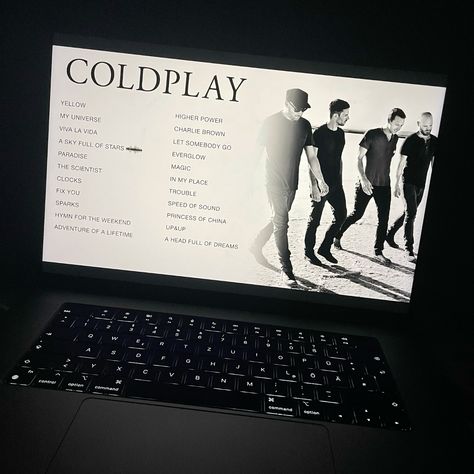 COLDPLAY
YELLOW
MY UNIVERSE
VIVA LA VIDA
A SKY FULL OF STARS
PARADISE
THE SCIENTIST
CLOCKS
FIX YOU
SPARKS
HYMN FOR THE WEEKEND
ADVENTURE OF A LIFETIME
HIGHER POWER
CHARLIE BROWN
LET SOMEBODY GO
EVERGLOW
MAGIC
IN MY PLACE
TROUBLE
SPEED OF SOUND
PRINCESS OF CHINA
UP&UP
A HEAD FULL OF DREAMS
Q W E R T Z U I O P Ü
A S D F G H J K L Ö Ä
Y X C V B N M
control option command command option